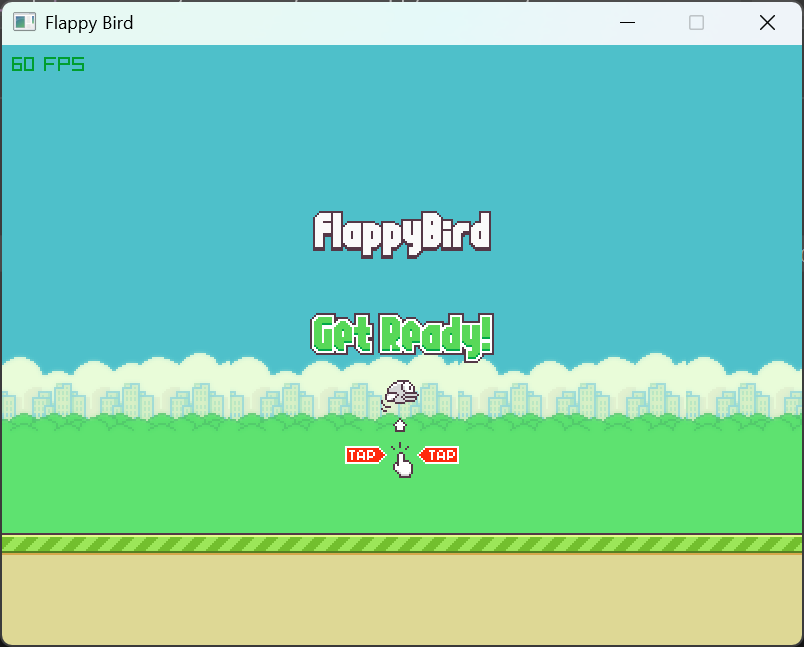 Flappy Bird
60 FPS
FlappyBird
Get Ready!
TAP TAP